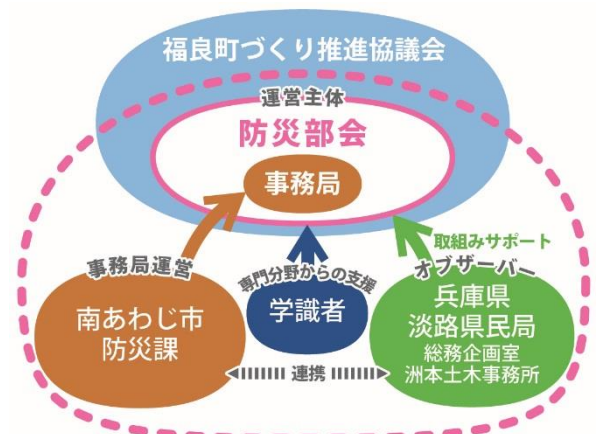 福良町づくり推進協議会
運営主体
防災部会
事務局
取組みサポート
事務局運営
専門分野からの支援
オブザーバー
南あわじ市
防災課
学識者
兵庫県
淡路県民局
総務企画室
洲本土木事務所
連携